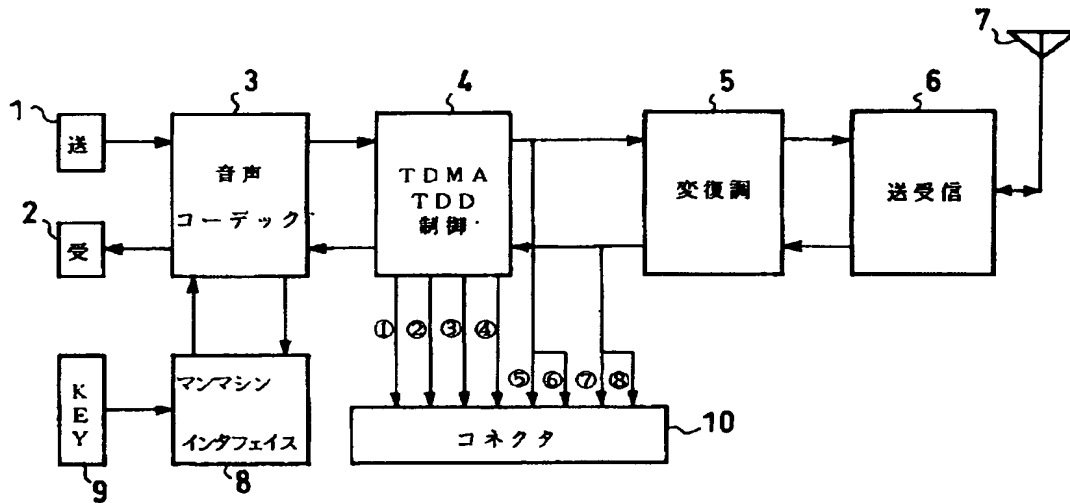 7
3
4
5
6
1
送
音声
コーデック
TDMA
TDD
制御
変復調
送受信
2
受
① ② ③ ④
⑤ ⑥ ⑦ ⑧
KEY
マンマシン
インタフェイス
コネクタ
10
9
8